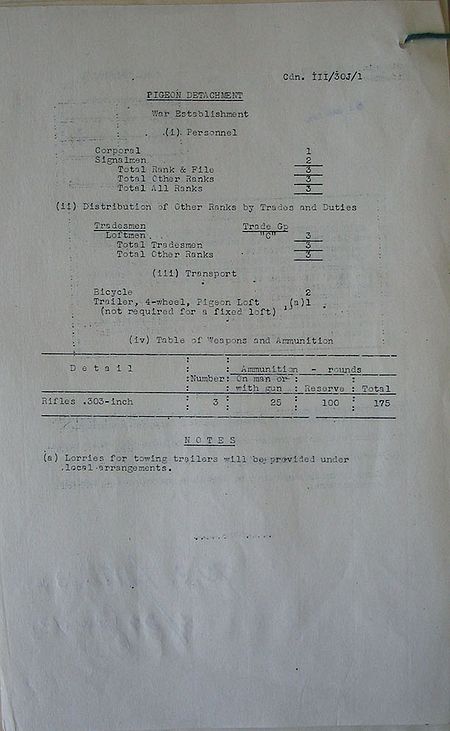 Cdn. III/30J/1
PIGEON DETACHMENT
War Establishment
(i) Personnel
Corporal 1
Signalmen 2
Total Rank & File 3
Total Other Ranks 3
Total All Ranks 3
(ii) Distribution of Other Ranks by Trades and Duties
Tradesmen Trade Gp
Loftmen "C" 3
Total Tradesmen 3
Total Other Ranks 3
(iii) Transport
Bicycle 2
Trailer, 4-wheel, Pigeon Loft (a)1
(not required for a fixed loft)
(iv) Table of Weapons and Ammunition
Detail : : Ammunition - rounds
:Number: On man or :
: : with gun : Reserve : Total
Rifles .303-inch : 3 : 25 : 100 : 175
NOTES
(a) Lorries for towing trailers will be provided under
local arrangements.